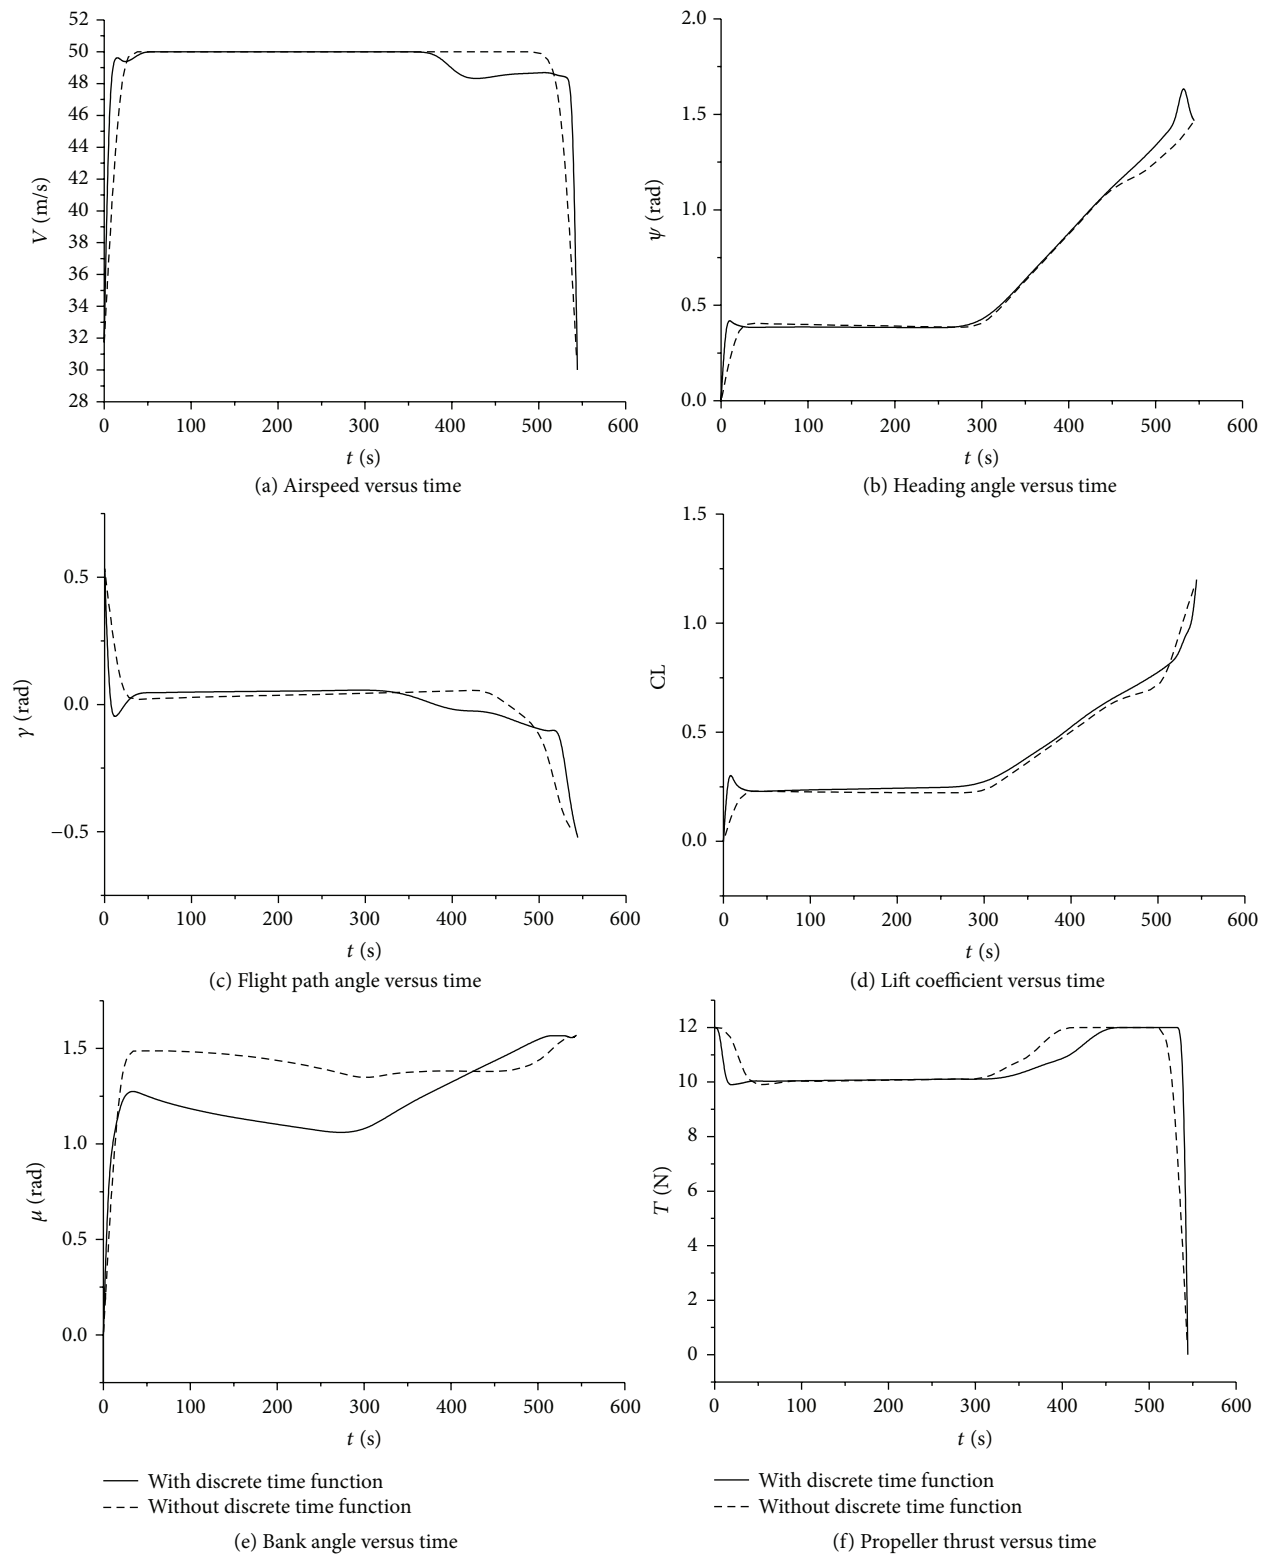 52
50
48
46
44
42
40
38
36
34
32
30
28
V (m/s)
0 100 200 300 400 500 600
t (s)
(a) Airspeed versus time
2.0
1.5
1.0
0.5
0.0
ψ (rad)
0 100 200 300 400 500 600
t (s)
(b) Heading angle versus time
0.5
0.0
−0.5
γ (rad)
0 100 200 300 400 500 600
t (s)
(c) Flight path angle versus time
1.5
1.0
0.5
0.0
CL
0 100 200 300 400 500 600
t (s)
(d) Lift coefficient versus time
1.5
1.0
0.5
0.0
μ (rad)
0 100 200 300 400 500 600
t (s)
With discrete time function
Without discrete time function
(e) Bank angle versus time
12
10
8
6
4
2
0
T (N)
0 100 200 300 400 500 600
t (s)
With discrete time function
Without discrete time function
(f) Propeller thrust versus time